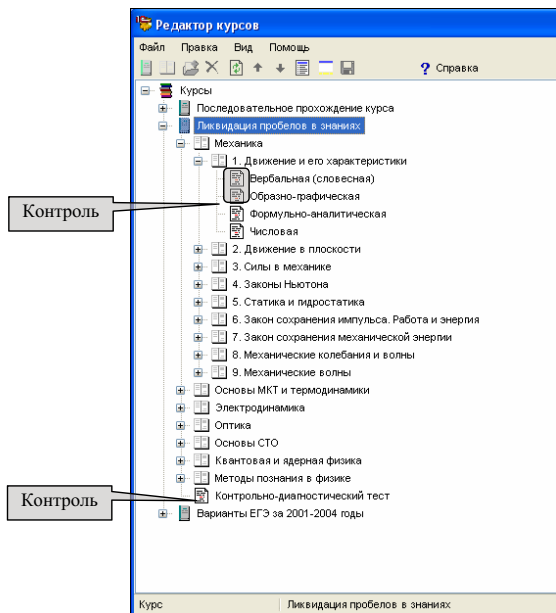 Редактор курсов
Файл Правка Вид Помощь
? Справка
Курсы
Последовательное прохождение курса
Ликвидация пробелов в знаниях
Механика
1. Движение и его характеристики
Вербальная (словесная)
Образно-графическая
Контроль
Формульно-аналитическая
Числовая
2. Движение в плоскости
3. Силы в механике
4. Законы Ньютона
5. Статика и гидростатика
6. Закон сохранения импульса. Работа и энергия
7. Закон сохранения механической энергии
8. Механические колебания и волны
9. Механические волны
Основы МКТ и термодинамики
Электродинамика
Оптика
Основы СТО
Квантовая и ядерная физика
Методы познания в физике
Контроль
Контрольно-диагностический тест
Варианты ЕГЭ за 2001-2004 годы
Курс Ликвидация пробелов в знаниях